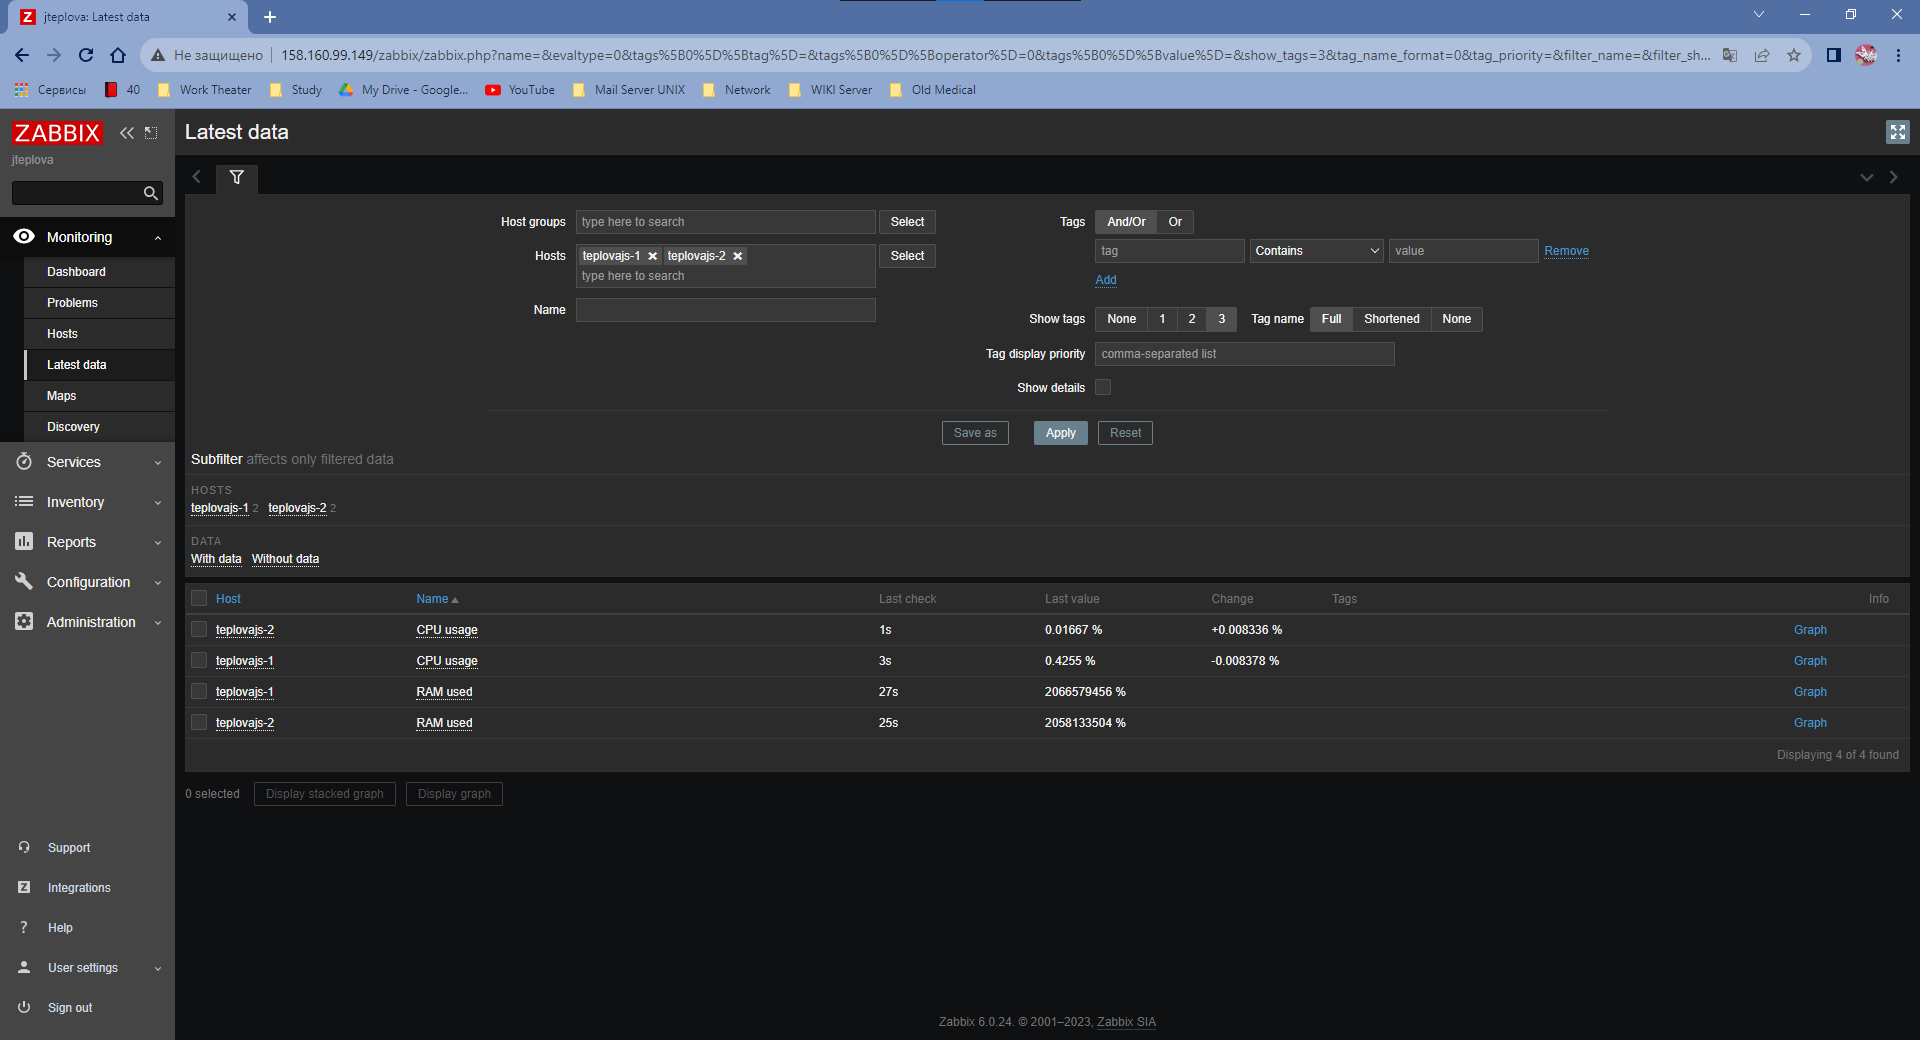 jteplova: Latest data
Не защищено 158.160.99.149/zabbix/zabbix.php?name=&evaltype=0&tags%5B0%5D%5Btag%5D=&tags%5B0%5D%5Boperator%5D=0&tags%5B0%5D%5Bvalue%5D=&show_tags=3&tag_name_format=0&tag_priority=&filter_name=&filter_sh...
Сервисы 40 Work Theater Study My Drive - Google... YouTube Mail Server UNIX Network WIKI Server Old Medical
ZABBIX
jteplova
Monitoring
Dashboard
Problems
Hosts
Latest data
Maps
Discovery
Services
Inventory
Reports
Configuration
Administration
Support
Integrations
Help
User settings
Sign out
Latest data
Host groups type here to search Select
Hosts teplovajs-1 teplovajs-2 Select
type here to search
Name
Tags And/Or Or
tag Contains value Remove
Add
Show tags None 1 2 3 Tag name Full Shortened None
Tag display priority comma-separated list
Show details
Save as Apply Reset
Subfilter affects only filtered data
HOSTS
teplovajs-1 2 teplovajs-2 2
DATA
With data Without data
Host Name Last check Last value Change Tags Info
teplovajs-2 CPU usage 1s 0.01667 % +0.008336 % Graph
teplovajs-1 CPU usage 3s 0.4255 % -0.008378 % Graph
teplovajs-1 RAM used 27s 2066579456 % Graph
teplovajs-2 RAM used 25s 2058133504 % Graph
Displaying 4 of 4 found
0 selected Display stacked graph Display graph
Zabbix 6.0.24. © 2001–2023, Zabbix SIA